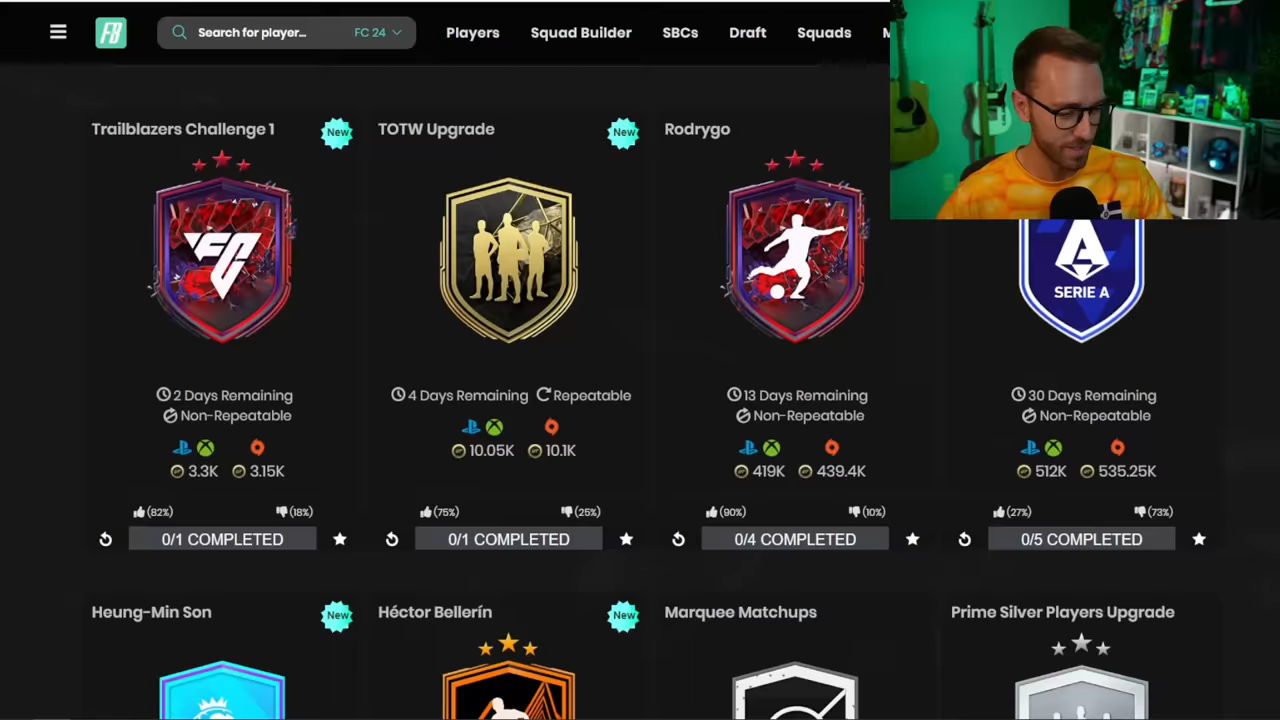 FB
Search for player...
FC 24
Players
Squad Builder
SBCs
Draft
Squads
Trailblazers Challenge 1
New
TOTW Upgrade
New
Rodrygo
FC
SERIE A
2 Days Remaining
Non-Repeatable
3.3K
3.15K
4 Days Remaining
Repeatable
10.05K
10.1K
13 Days Remaining
Non-Repeatable
419K
439.4K
30 Days Remaining
Non-Repeatable
512K
535.25K
(82%)
(18%)
(75%)
(25%)
(90%)
(10%)
(27%)
(73%)
0/1 COMPLETED
0/1 COMPLETED
0/4 COMPLETED
0/5 COMPLETED
Heung-Min Son
New
Héctor Bellerín
New
Marquee Matchups
Prime Silver Players Upgrade